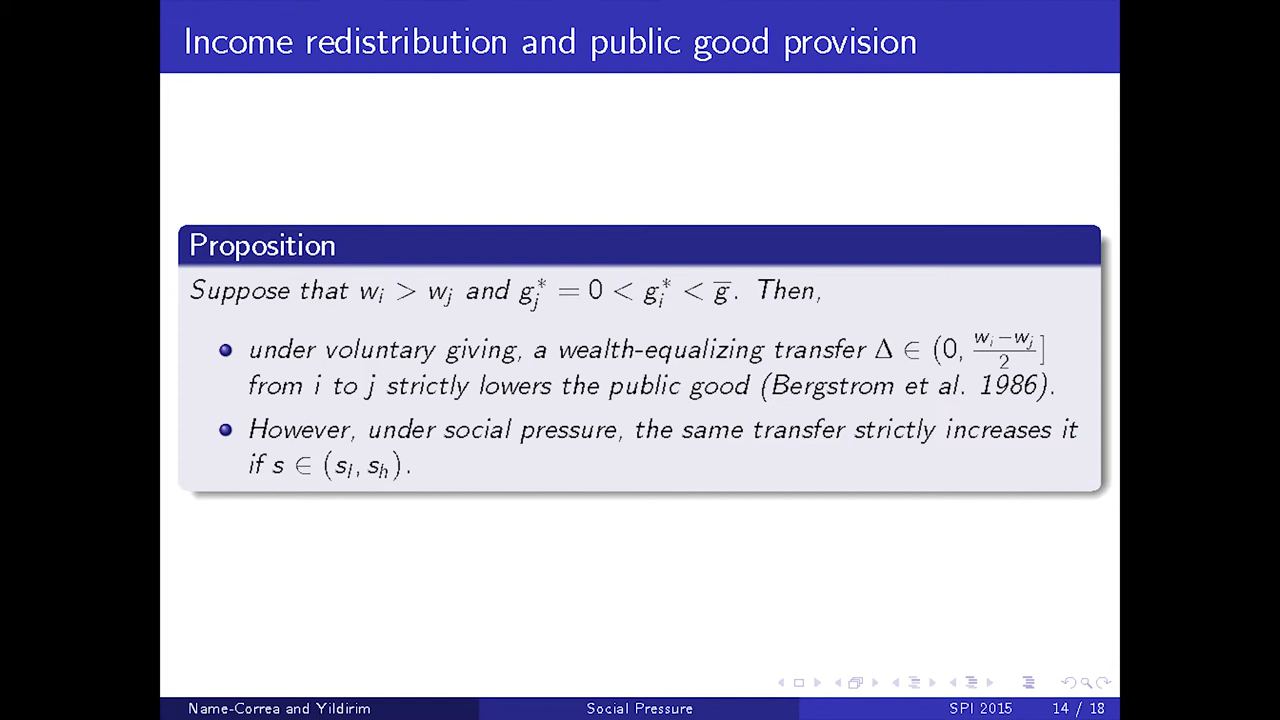 Income redistribution and public good provision
Proposition
Suppose that wᵢ > wⱼ and gⱼ* = 0 < gᵢ* < g̅. Then,
under voluntary giving, a wealth-equalizing transfer Δ ∈ (0, (wᵢ−wⱼ)/2]
from i to j strictly lowers the public good (Bergstrom et al. 1986).
However, under social pressure, the same transfer strictly increases it
if s ∈ (sₗ, sₕ).
Name-Correa and Yildirim Social Pressure SPI 2015 14 / 18